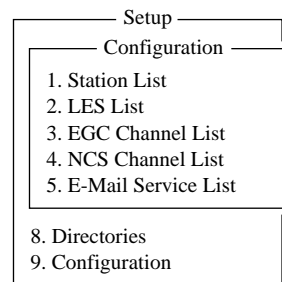 Setup
Configuration
1. Station List
2. LES List
3. EGC Channel List
4. NCS Channel List
5. E-Mail Service List
8. Directories
9. Configuration